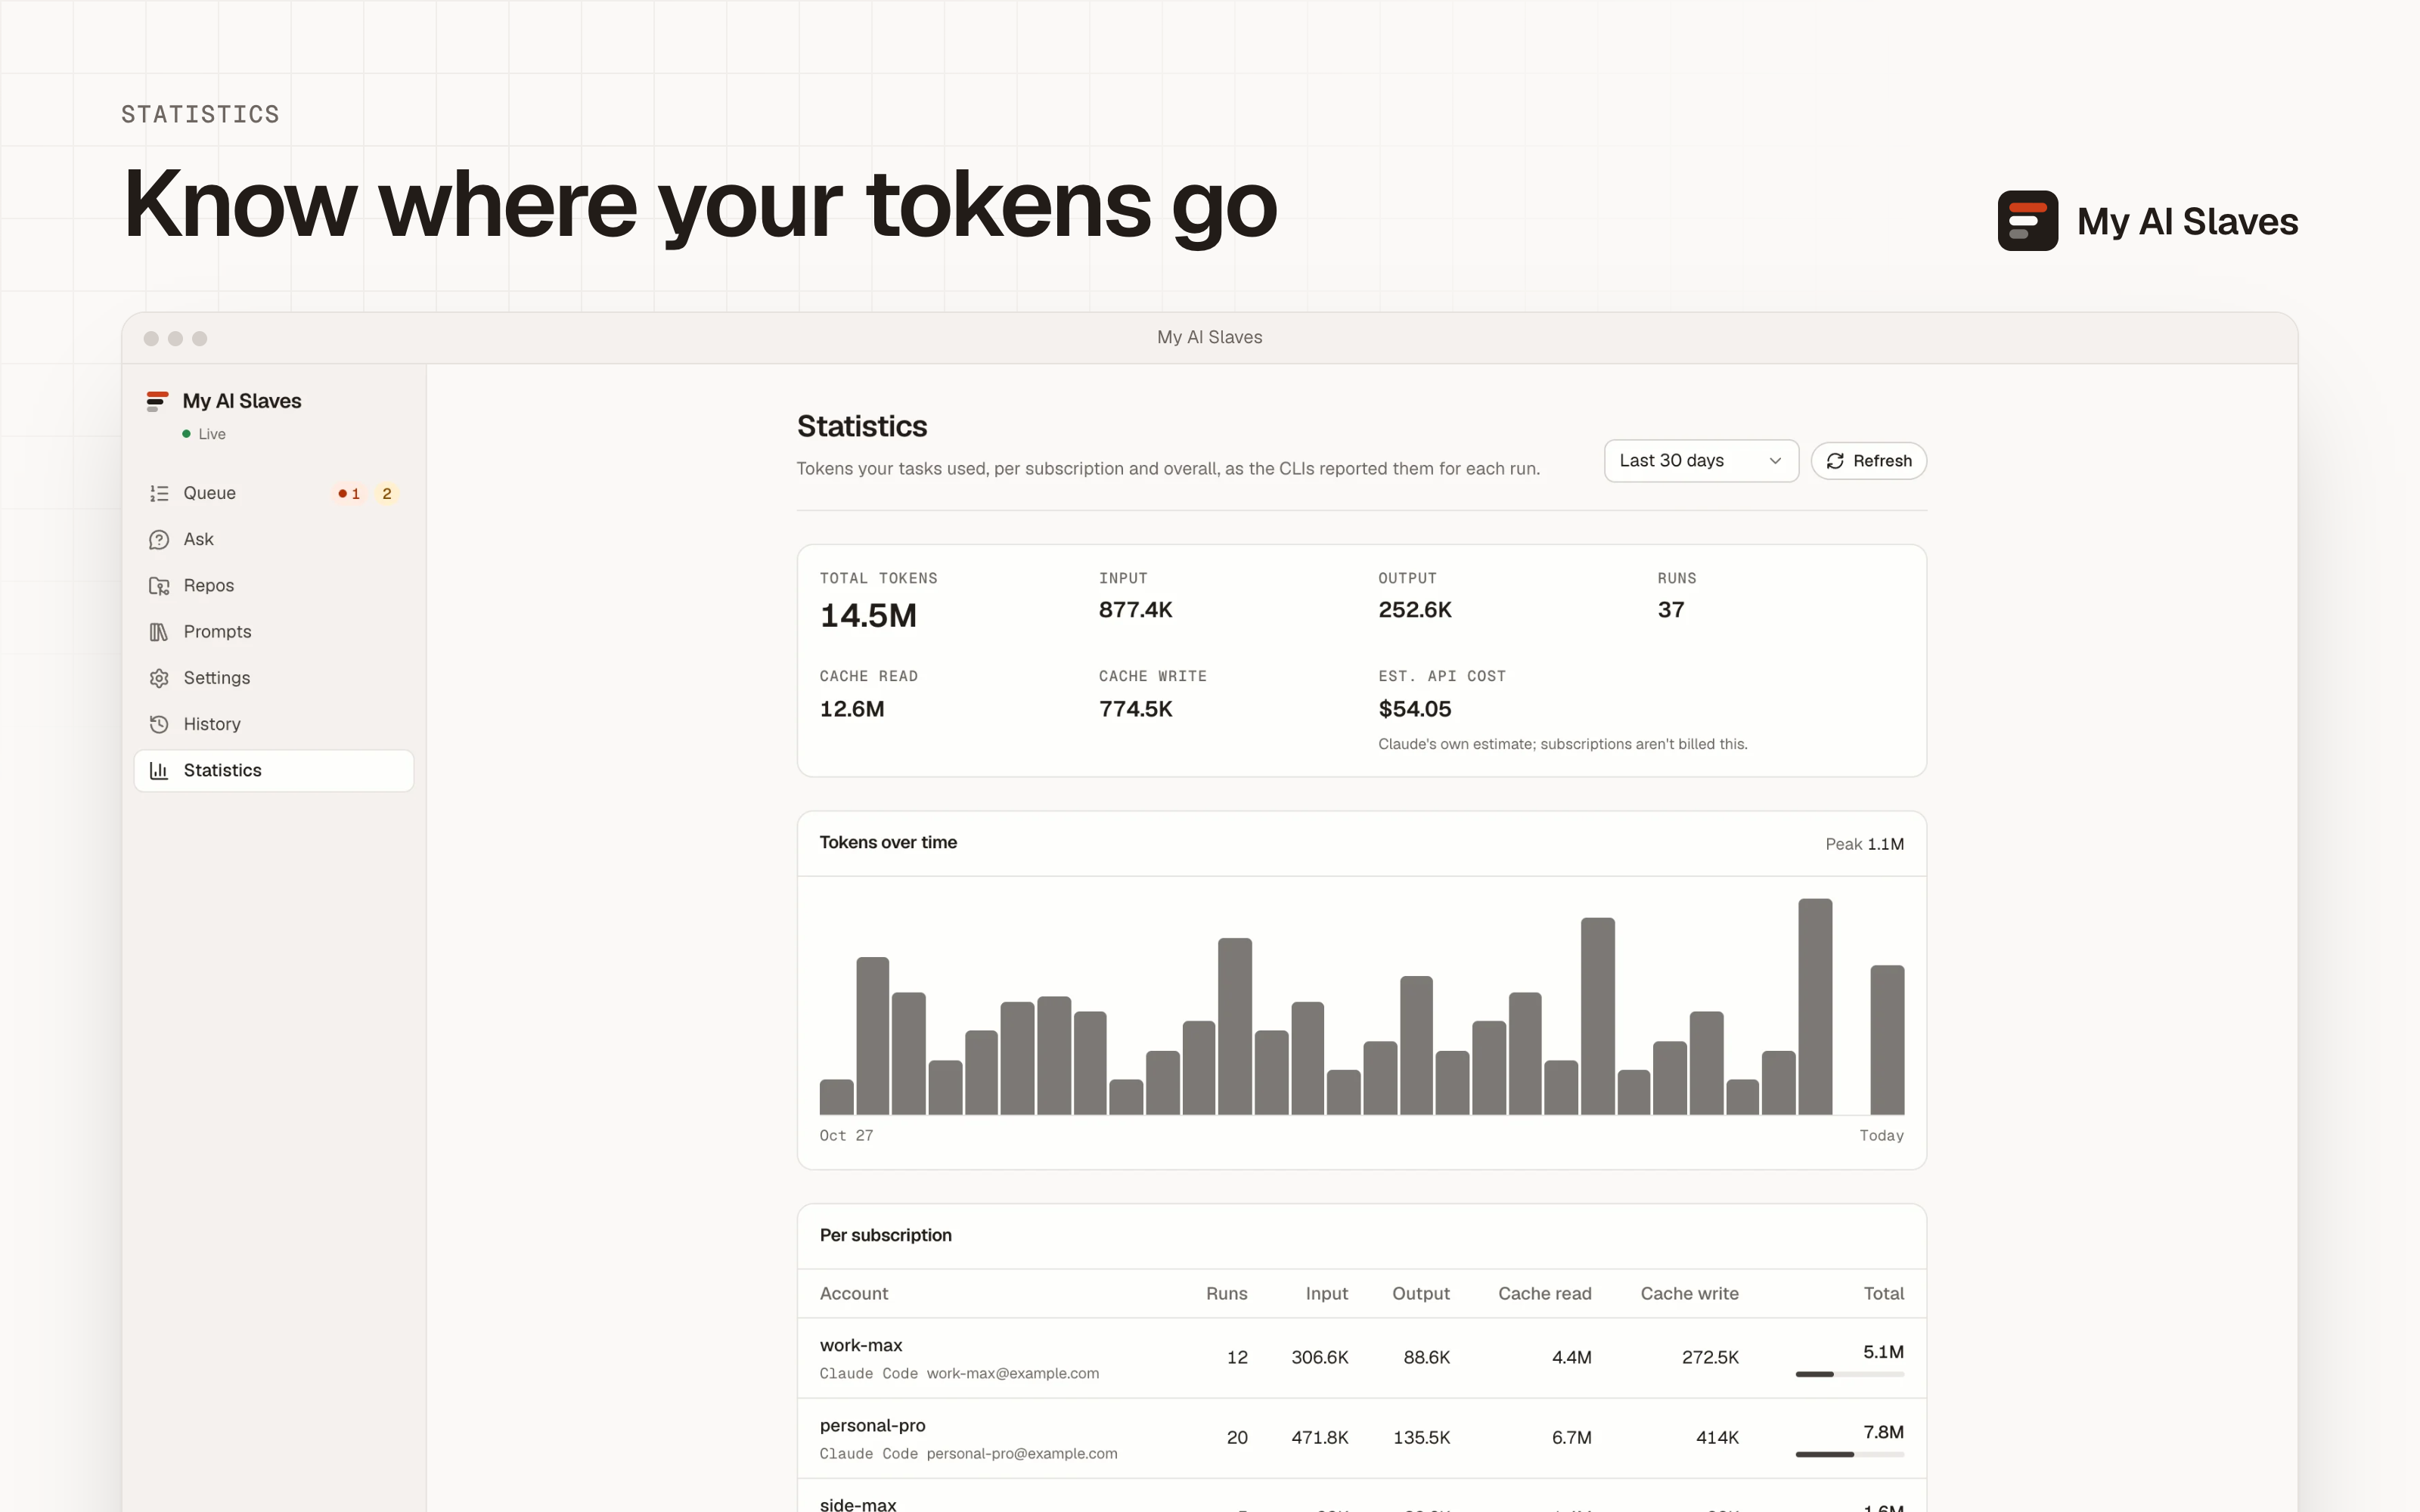 STATISTICS
Know where your tokens go
My AI Slaves
My AI Slaves
My AI Slaves
Live
Queue 1 2
Ask
Repos
Prompts
Settings
History
Statistics
Statistics
Tokens your tasks used, per subscription and overall, as the CLIs reported them for each run.
Last 30 days Refresh
TOTAL TOKENS INPUT OUTPUT RUNS
14.5M 877.4K 252.6K 37
CACHE READ CACHE WRITE EST. API COST
12.6M 774.5K $54.05
Claude's own estimate; subscriptions aren't billed this.
Tokens over time Peak 1.1M
Oct 27 Today
Per subscription
Account Runs Input Output Cache read Cache write Total
work-max 12 306.6K 88.6K 4.4M 272.5K 5.1M
Claude Code work-max@example.com
personal-pro 20 471.8K 135.5K 6.7M 414K 7.8M
Claude Code personal-pro@example.com
side-max 1.6M